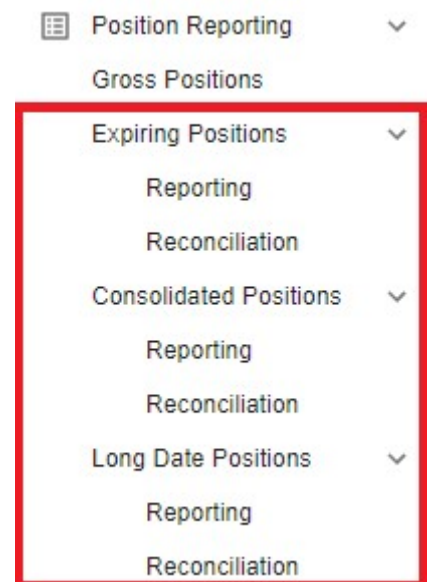 Position Reporting
Gross Positions
Expiring Positions
Reporting
Reconciliation
Consolidated Positions
Reporting
Reconciliation
Long Date Positions
Reporting
Reconciliation